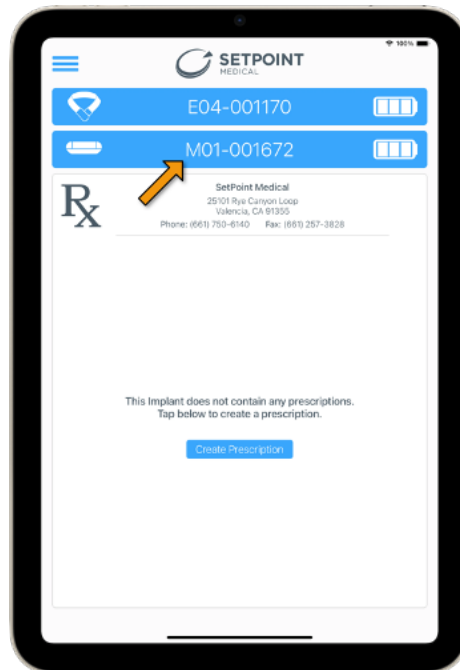 100%
SETPOINT
MEDICAL
E04-001170
M01-001672
Rx
SetPoint Medical
25101 Rye Canyon Loop
Valencia, CA 91355
Phone: (661) 750-6140 Fax: (661) 257-3828
This Implant does not contain any prescriptions.
Tap below to create a prescription.
Create Prescription